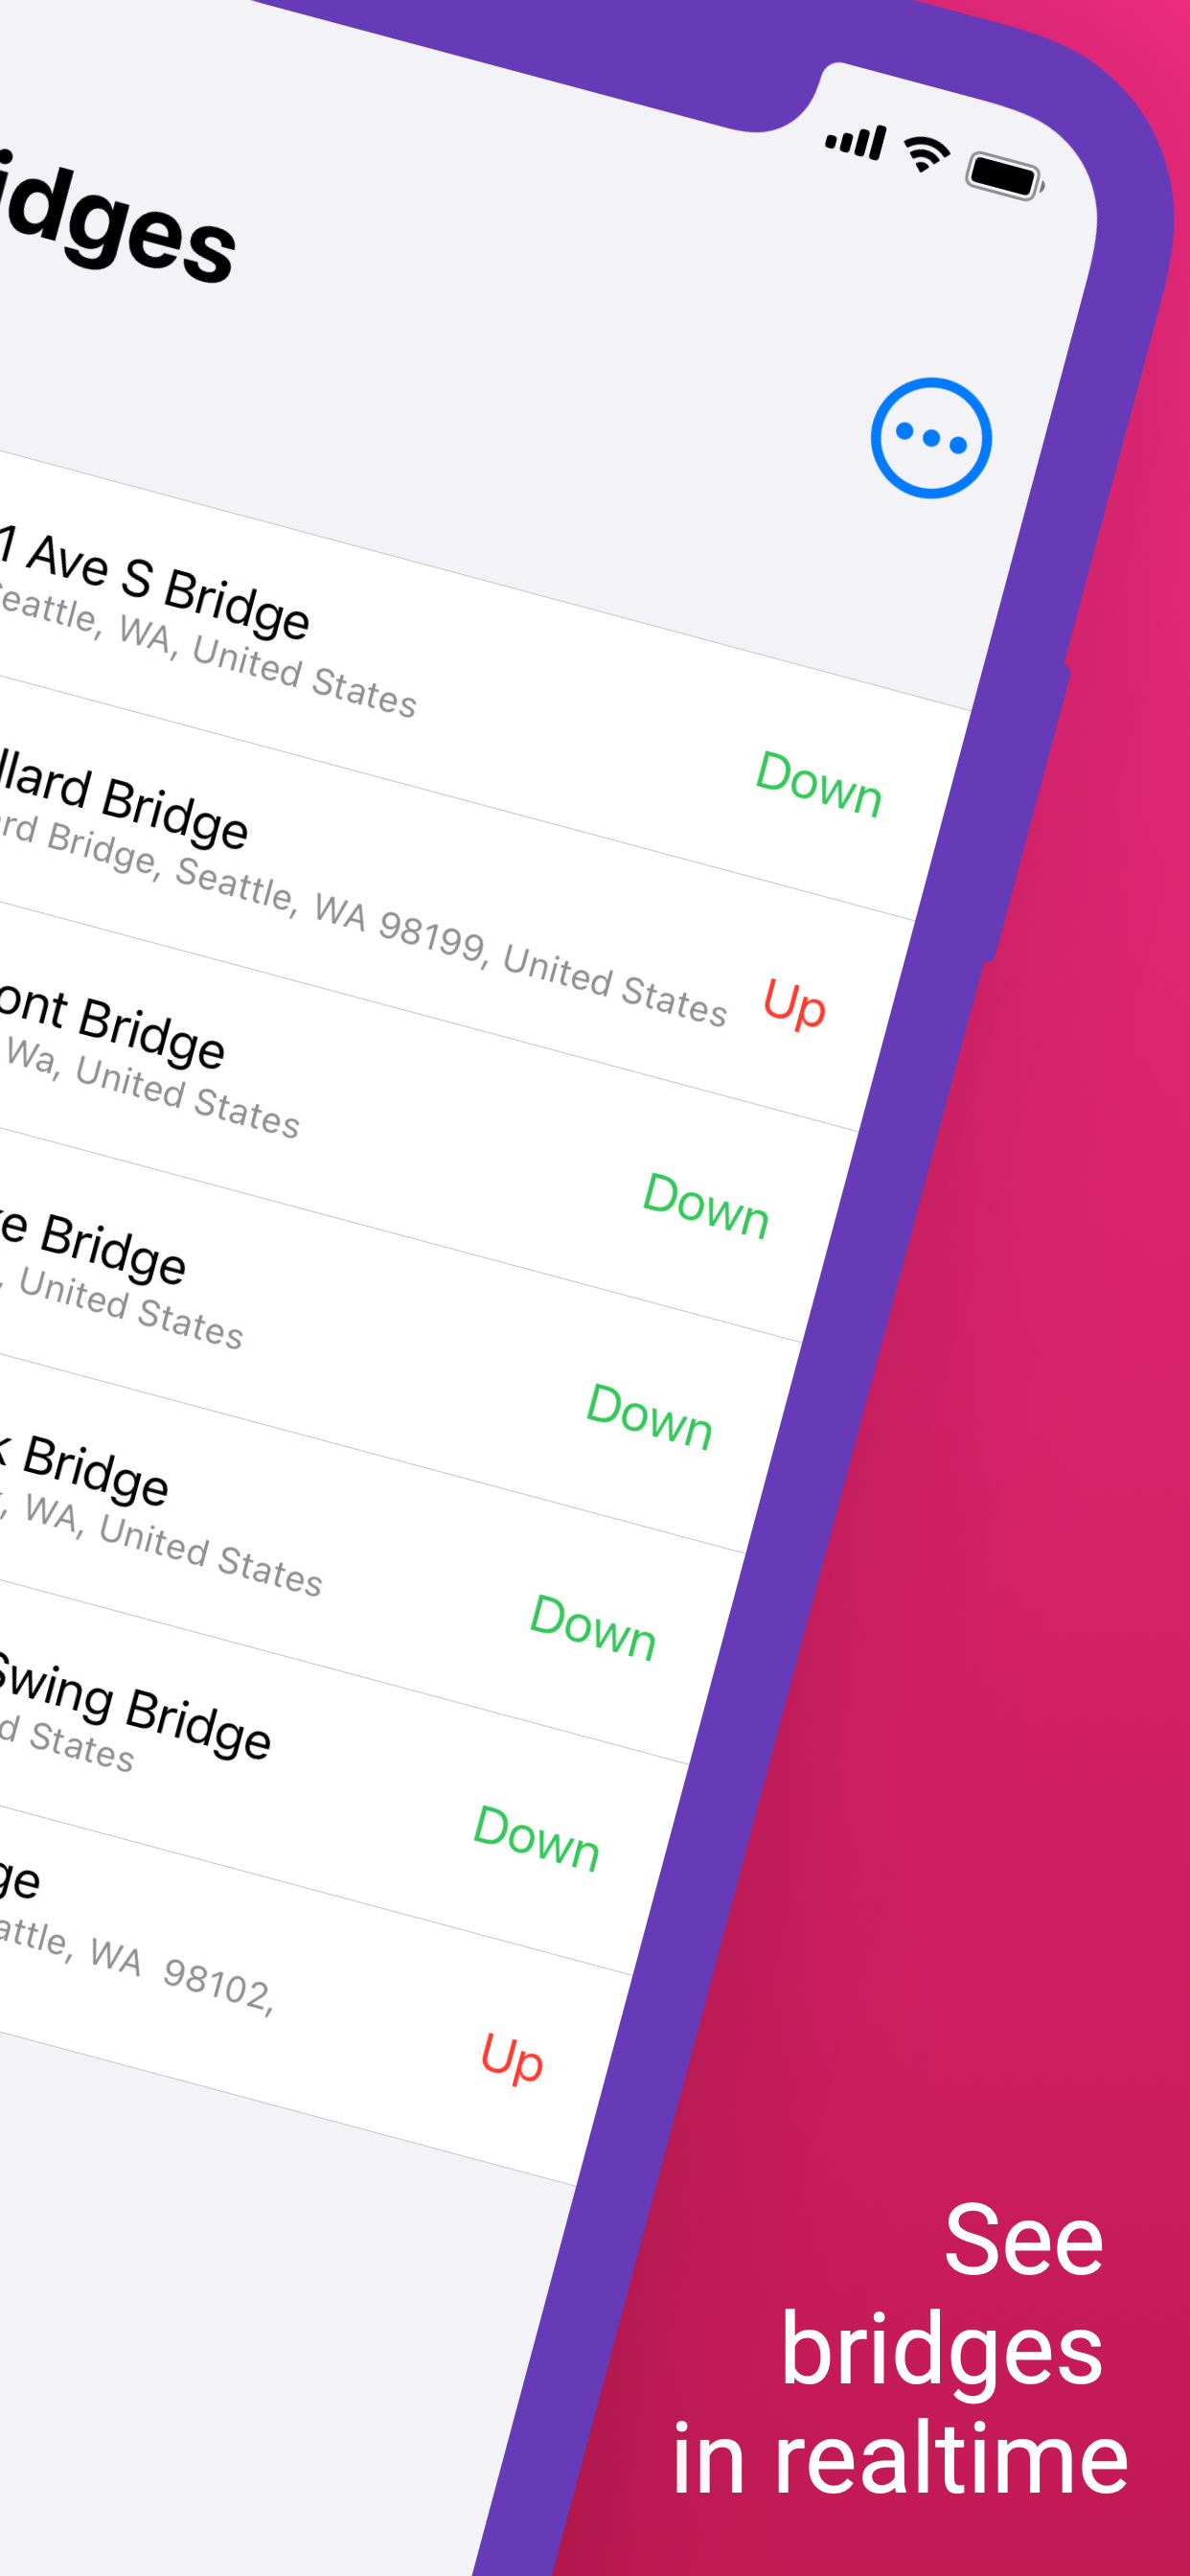 idges
1 Ave S Bridge
Seattle, WA, United States
Down
llard Bridge
rd Bridge, Seattle, WA 98199, United States
Up
ont Bridge
Wa, United States
Down
e Bridge
, United States
Down
k Bridge
, WA, United States
Down
Swing Bridge
d States
Down
ge
attle, WA 98102,
Up
See
bridges
in realtime